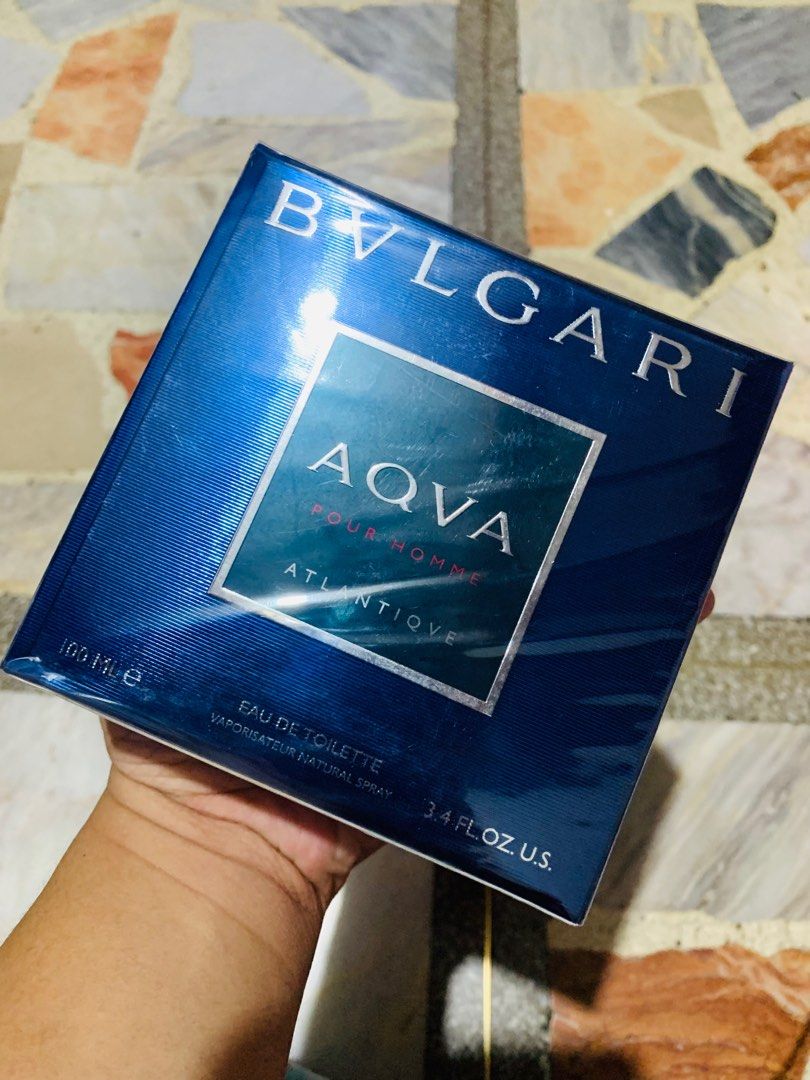 BVLGARI
AQVA
POUR HOMME
ATLANTIQVE
100 ML e
EAU DE TOILETTE
VAPORISATEUR NATURAL SPRAY
3.4 FL.OZ. U.S.